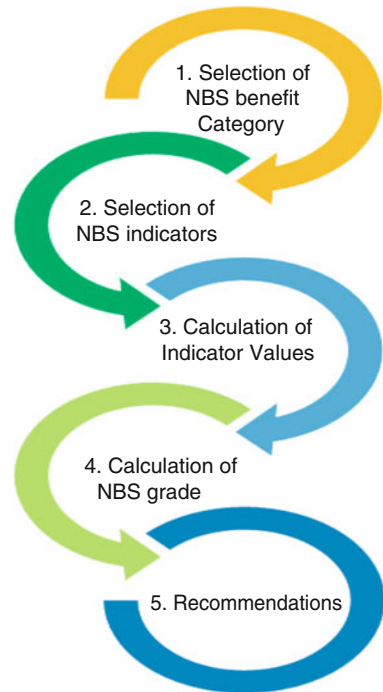 1. Selection of
NBS benefit
Category
2. Selection of
NBS indicators
3. Calculation of
Indicator Values
4. Calculation of
NBS grade
5. Recommendations